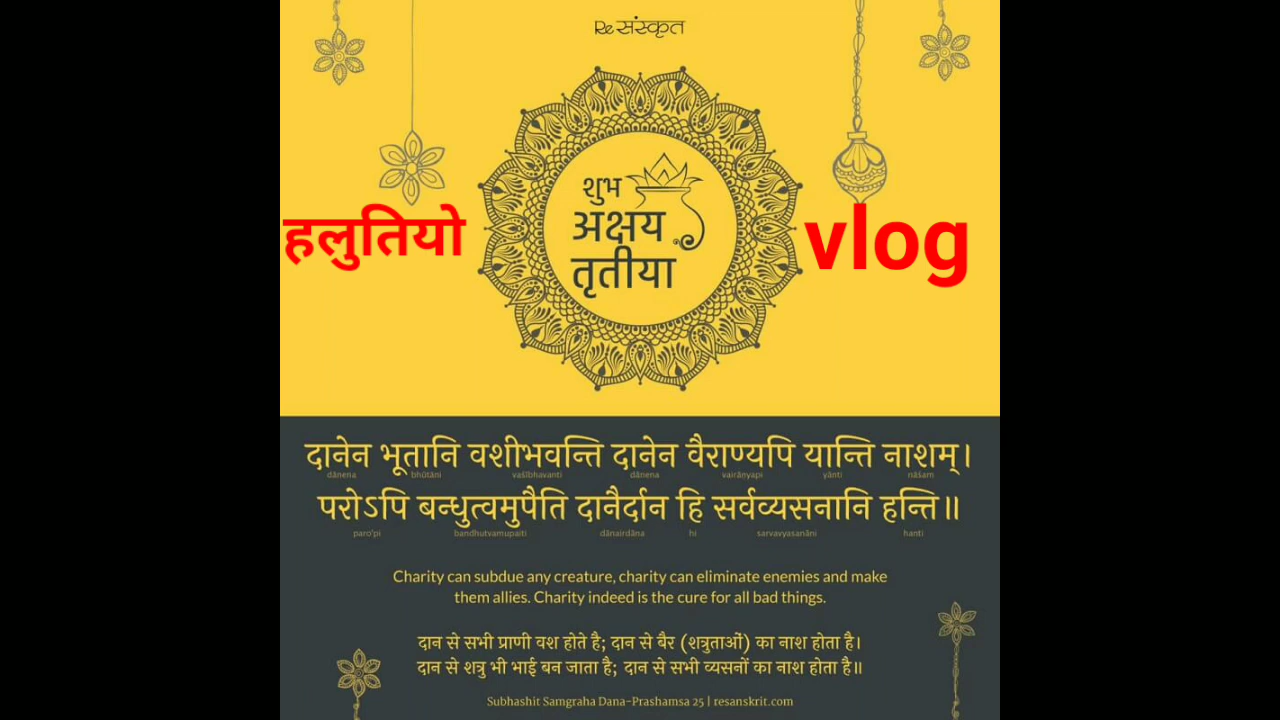 Re संस्कृत
शुभ
अक्षय
तृतीया
हलुतियो
vlog
दानेन भूतानि वशीभवन्ति दानेन वैराण्यपि यान्ति नाशम्।
dānena bhūtāni vaśībhavanti dānena vairāṇyapi yānti nāśam
परोऽपि बन्धुत्वमुपैति दानैर्दान हि सर्वव्यसनानि हन्ति॥
paro'pi bandhutvamupaiti dānairdāna hi sarvavyasanāni hanti
Charity can subdue any creature, charity can eliminate enemies and make
them allies. Charity indeed is the cure for all bad things.
दान से सभी प्राणी वश होते है; दान से बैर (शत्रुताओं) का नाश होता है।
दान से शत्रु भी भाई बन जाता है; दान से सभी व्यसनों का नाश होता है॥
Subhashit Samgraha Dana-Prashamsa 25 | resanskrit.com